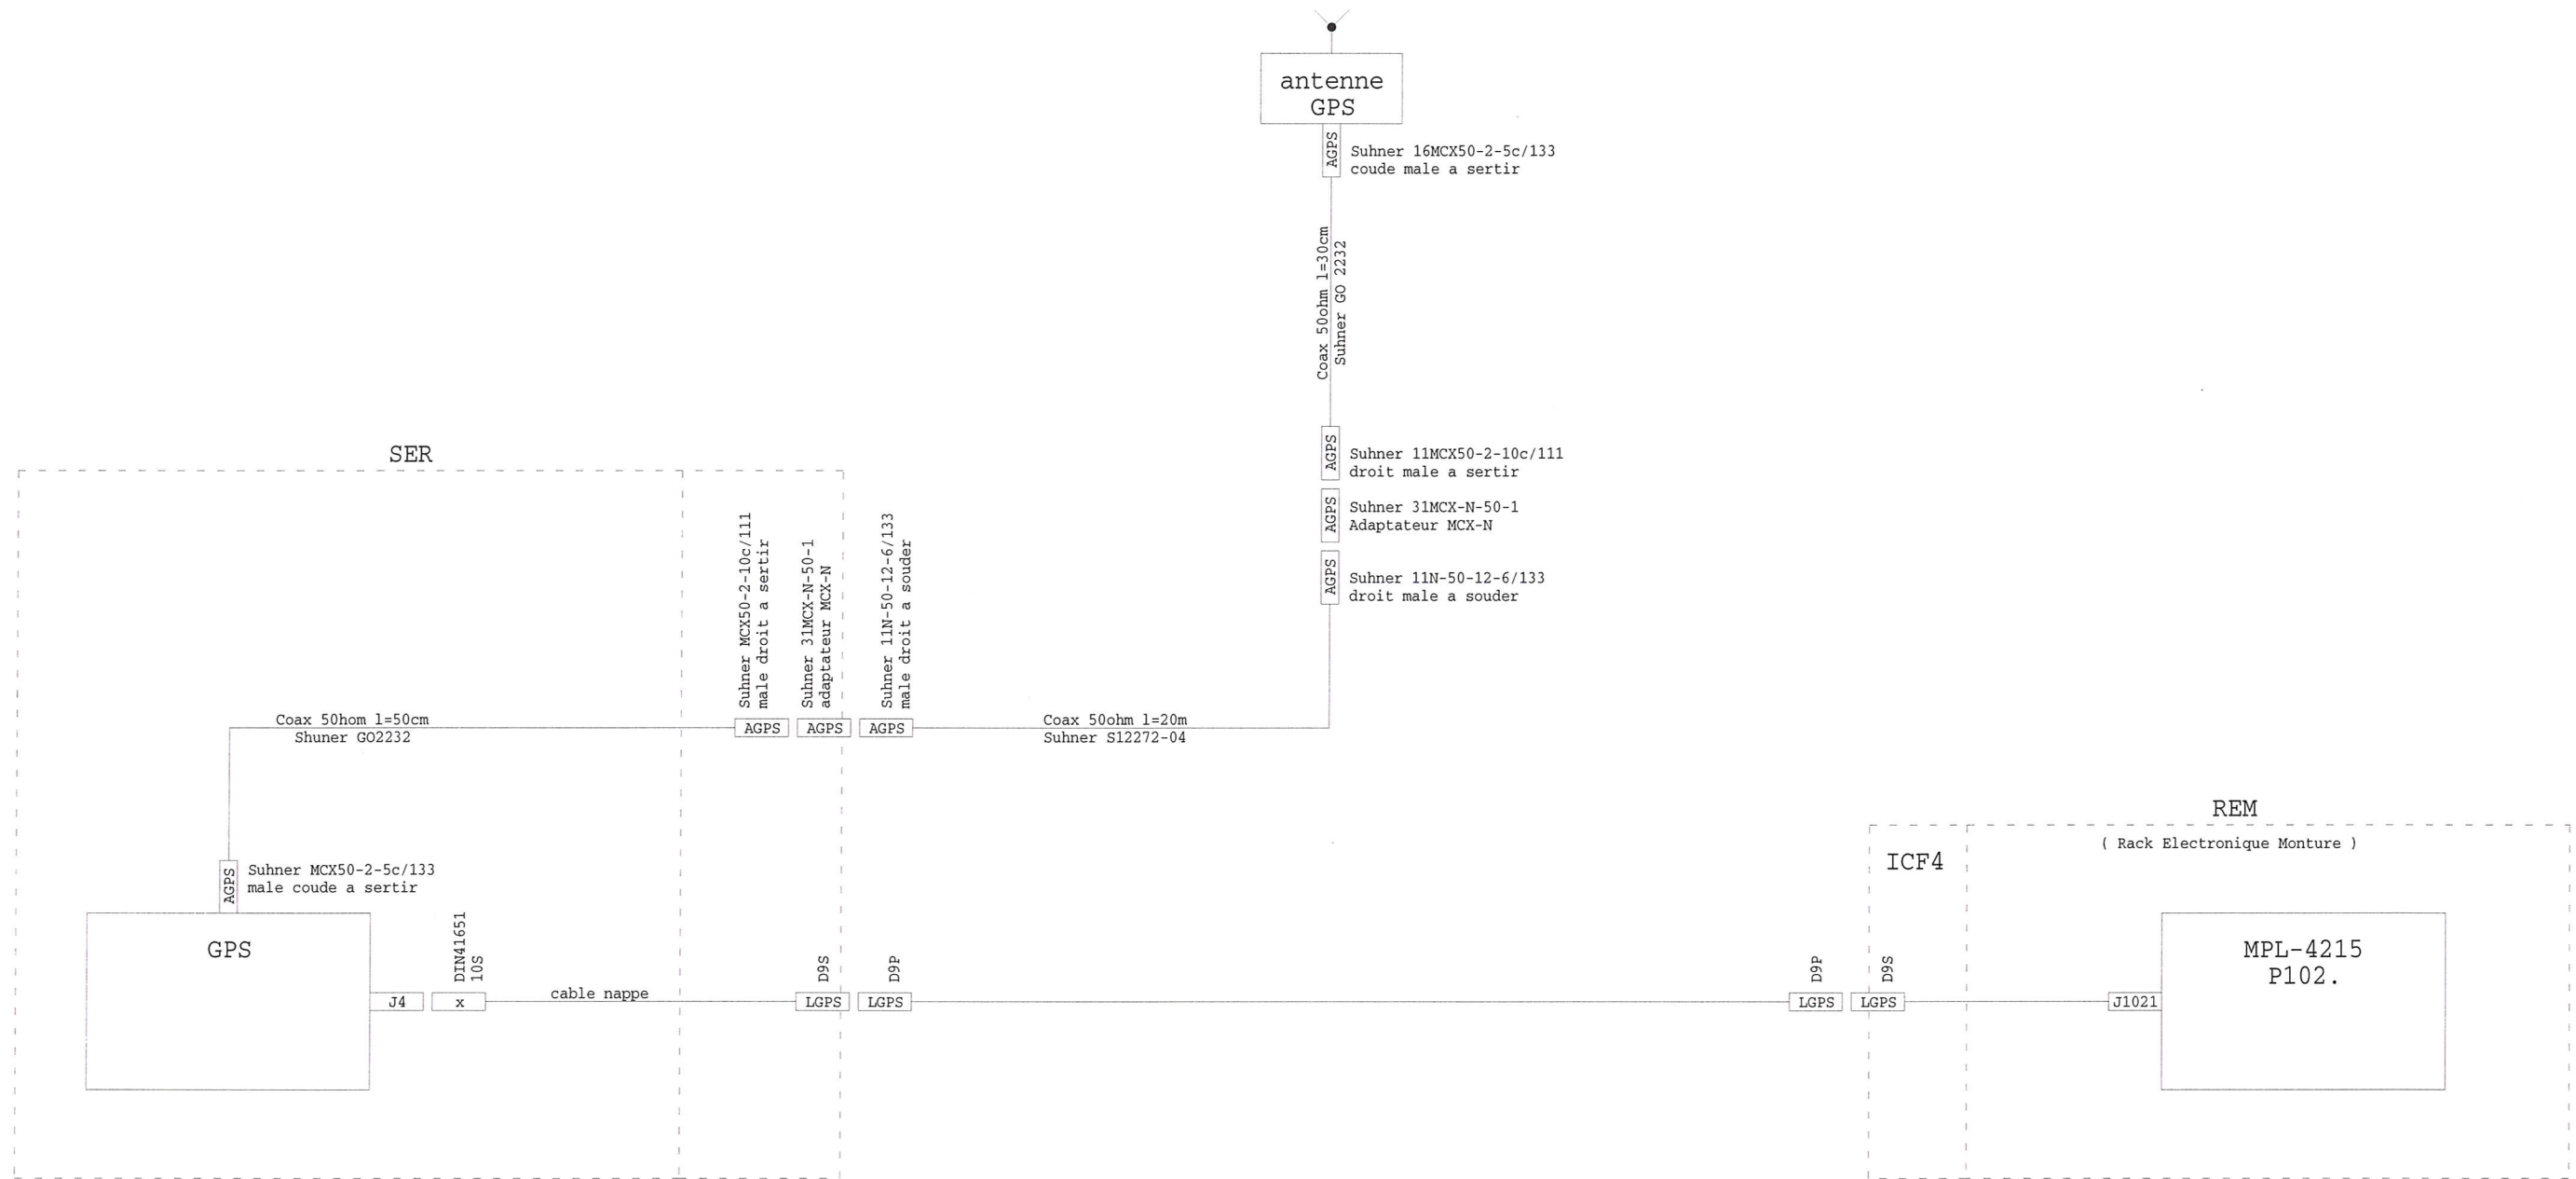 antenne
GPS
AGPS
Suhner 16MCX50-2-5c/133
coude male a sertir
Coax 50ohm l=30cm
Suhner GO 2232
AGPS
Suhner 11MCX50-2-10c/111
droit male a sertir
AGPS
Suhner 31MCX-N-50-1
Adaptateur MCX-N
AGPS
Suhner 11N-50-12-6/133
droit male a souder
SER
Suhner MCX50-2-10c/111
male droit a sertir
Suhner 31MCX-N-50-1
adaptateur MCX-N
Suhner 11N-50-12-6/133
male droit a souder
Coax 50hom l=50cm
Shuner GO2232
AGPS
AGPS
AGPS
Coax 50ohm l=20m
Suhner S12272-04
AGPS
Suhner MCX50-2-5c/133
male coude a sertir
GPS
J4
DIN41651
10S
x
cable nappe
D9S
LGPS
D9P
LGPS
D9P
LGPS
D9S
LGPS
REM
( Rack Electronique Monture )
ICF4
J1021
MPL-4215
P102.